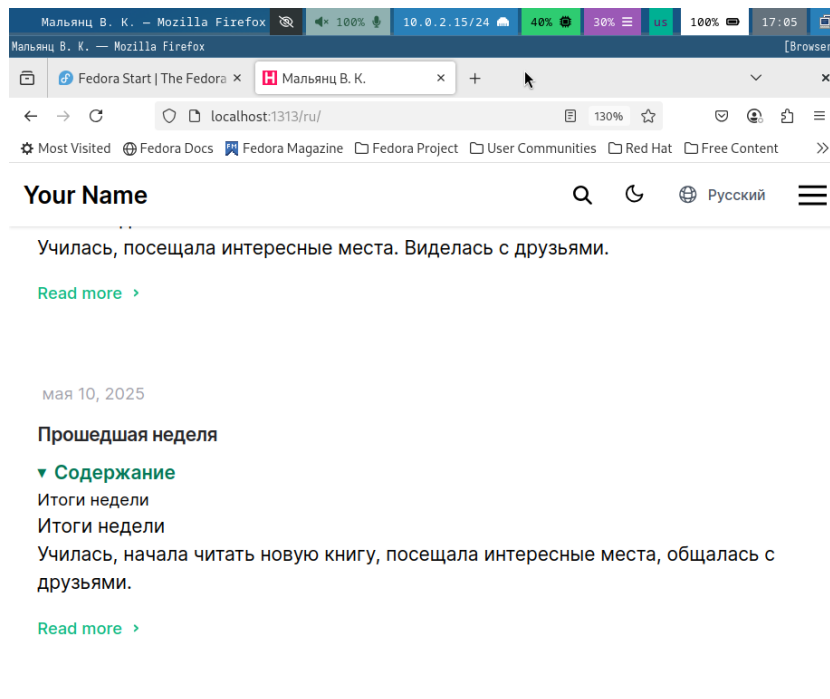 Мальянц В. К. — Mozilla Firefox 100% 10.0.2.15/24 40% 30% us 100% 17:05
Мальянц В. К. — Mozilla Firefox [Browser
Fedora Start | The Fedora Мальянц В. К.
localhost:1313/ru/ 130%
Most Visited Fedora Docs Fedora Magazine Fedora Project User Communities Red Hat Free Content
Your Name Русский
Училась, посещала интересные места. Виделась с друзьями.
Read more
мая 10, 2025
Прошедшая неделя
Содержание
Итоги недели
Итоги недели
Училась, начала читать новую книгу, посещала интересные места, общалась с
друзьями.
Read more